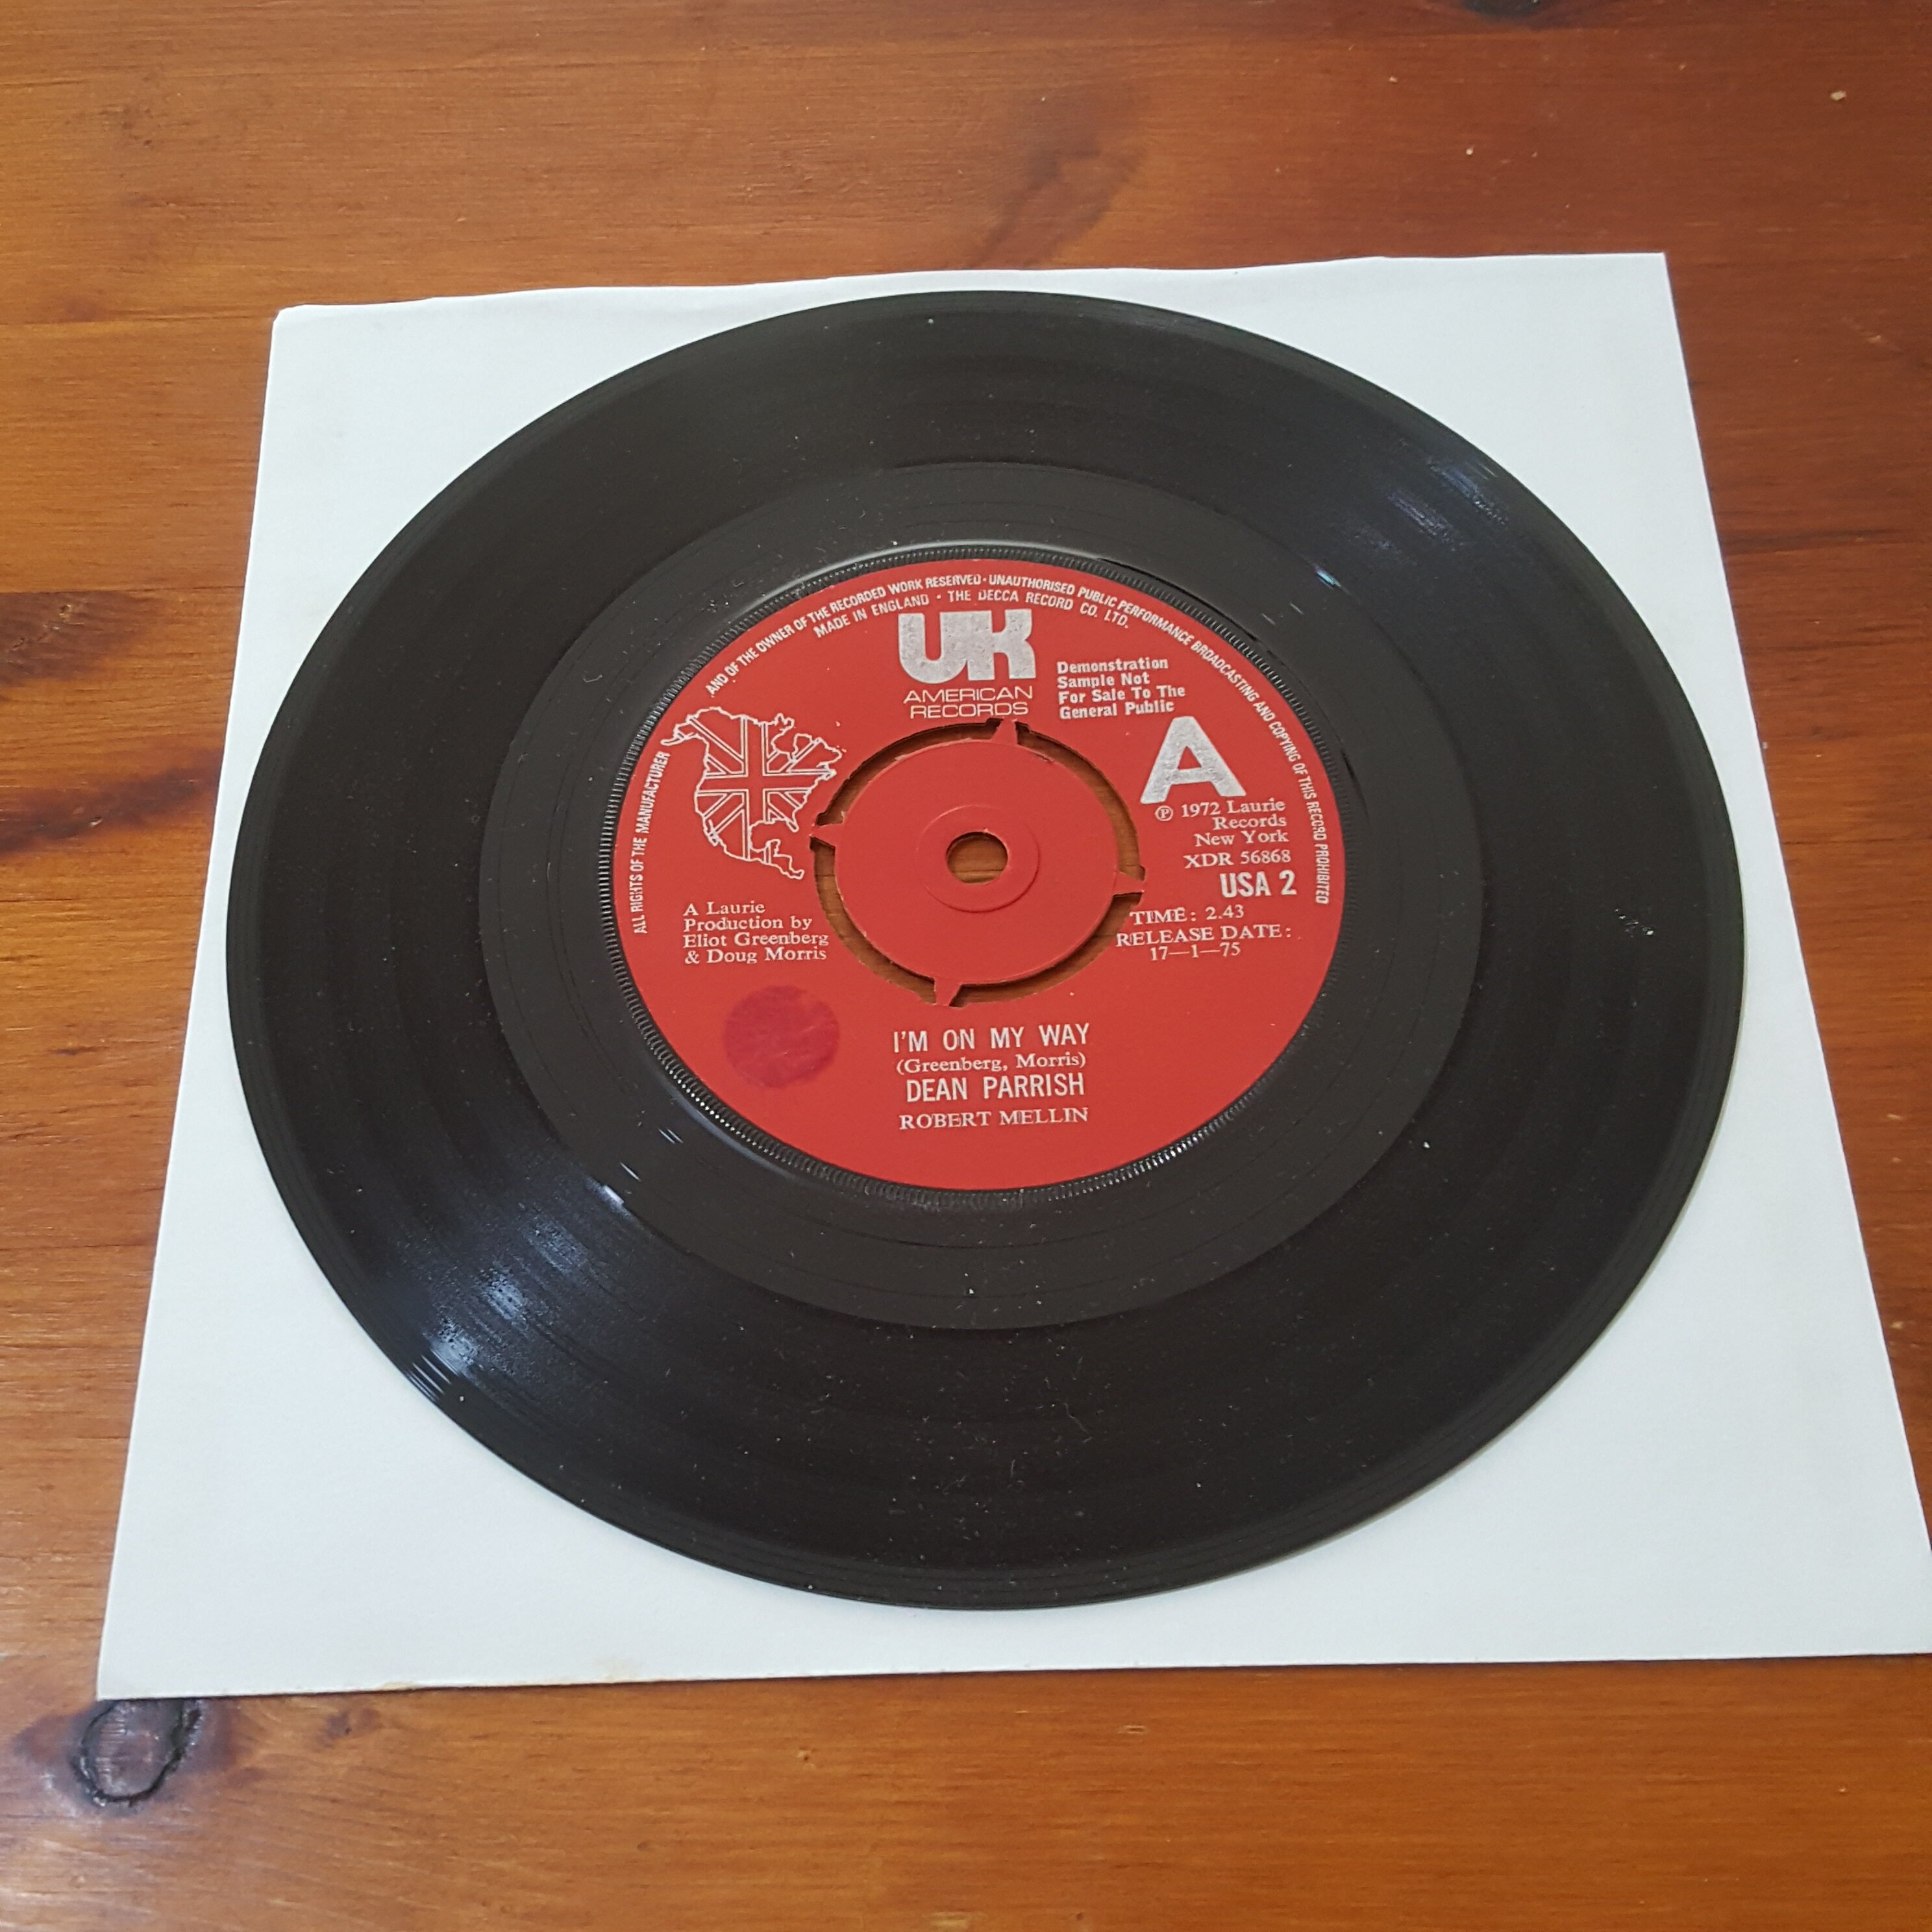 ALL RIGHTS OF THE MANUFACTURER AND OF THE OWNER OF THE RECORDED WORK RESERVED · UNAUTHORISED PUBLIC PERFORMANCE BROADCASTING AND COPYING OF THIS RECORD PROHIBITED
MADE IN ENGLAND · THE DECCA RECORD CO. LTD.
UK
AMERICAN
RECORDS
Demonstration
Sample Not
For Sale To The
General Public
A
℗ 1972 Laurie
Records
New York
XDR 56868
USA 2
TIME: 2.43
RELEASE DATE:
17—1—75
A Laurie
Production by
Eliot Greenberg
& Doug Morris
I'M ON MY WAY
(Greenberg, Morris)
DEAN PARRISH
ROBERT MELLIN